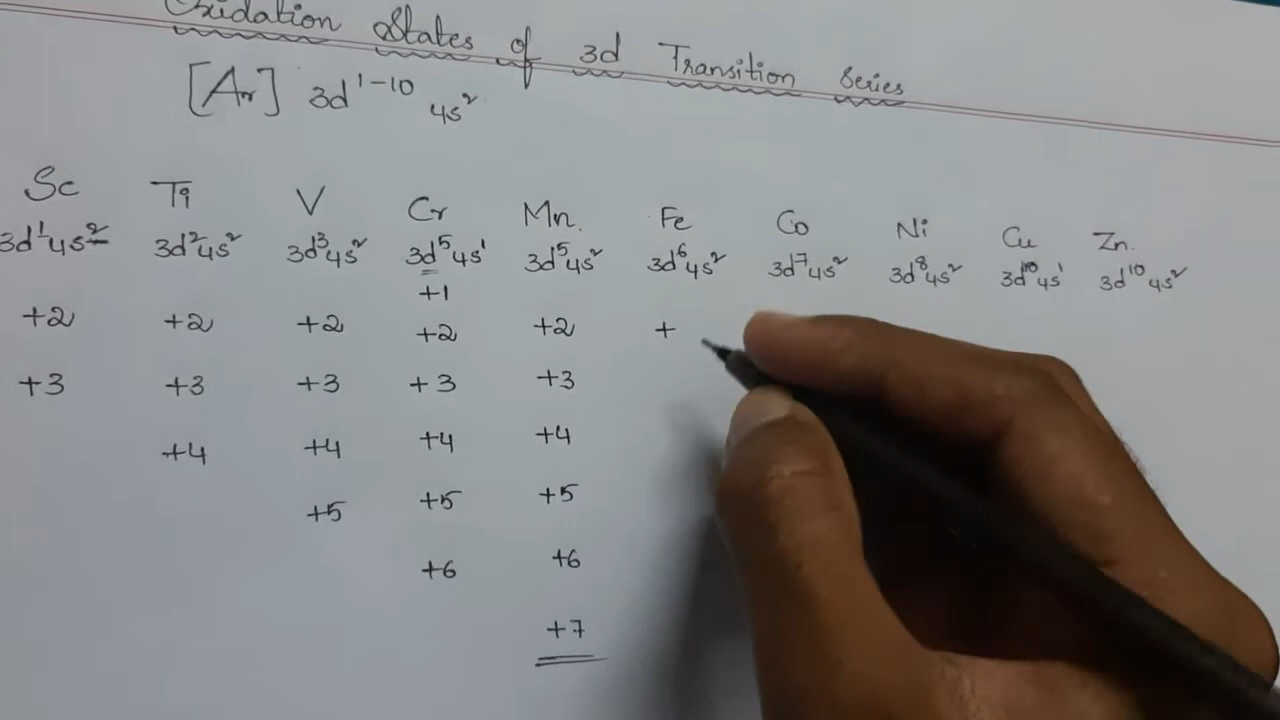 Oxidation States of 3d Transition Series
[Ar] 3d¹⁻¹⁰ 4s²
Sc Ti V Cr Mn. Fe Co Ni Cu Zn.
3d¹4s² 3d²4s² 3d³4s² 3d⁵4s¹ 3d⁵4s² 3d⁶4s² 3d⁷4s² 3d⁸4s² 3d¹⁰4s¹ 3d¹⁰4s²
+1
+2 +2 +2 +2 +2 +
+3 +3 +3 +3 +3
+4 +4 +4 +4
+5 +5 +5
+6 +6
+7